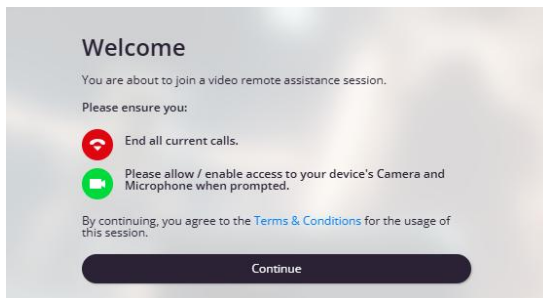 Welcome
You are about to join a video remote assistance session.
Please ensure you:
End all current calls.
Please allow / enable access to your device's Camera and
Microphone when prompted.
By continuing, you agree to the Terms & Conditions for the usage of
this session.
Continue